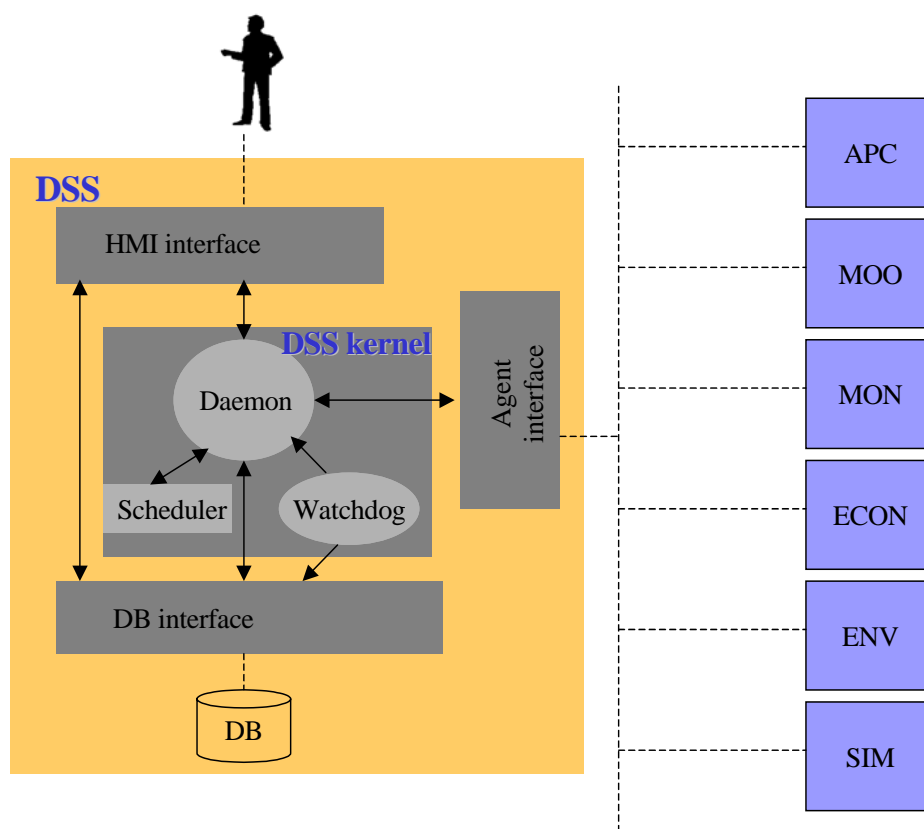 DSS
HMI interface
DSS kernel
Daemon
Scheduler
Watchdog
DB interface
DB
Agent
interface
APC
MOO
MON
ECON
ENV
SIM